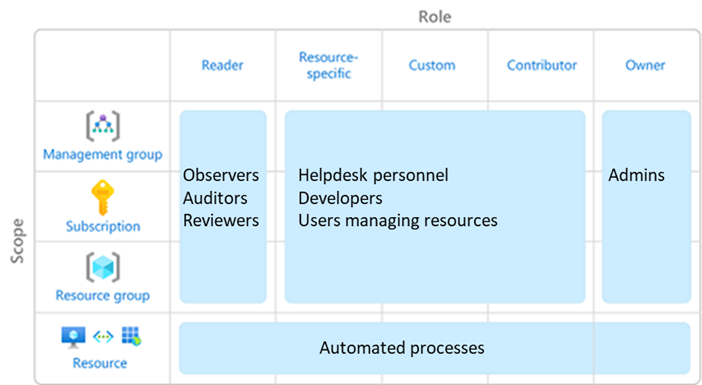 Role
Reader
Resource-
specific
Custom
Contributor
Owner
Scope
Management group
Subscription
Resource group
Resource
Observers
Auditors
Reviewers
Helpdesk personnel
Developers
Users managing resources
Admins
Automated processes